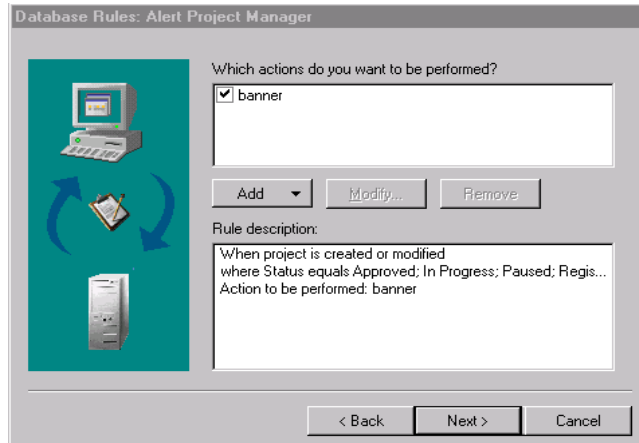 Database Rules: Alert Project Manager
Which actions do you want to be performed?
banner
Add
Modify...
Remove
Rule description:
When project is created or modified
where Status equals Approved; In Progress; Paused; Regis...
Action to be performed: banner
< Back
Next >
Cancel